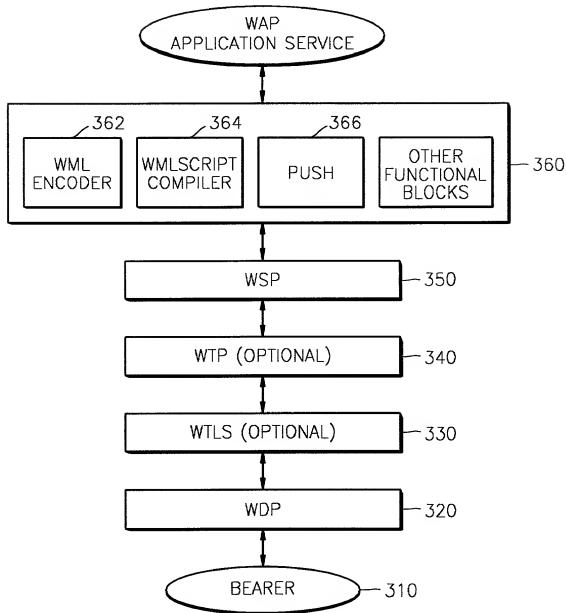 WAP
APPLICATION SERVICE
362
364
366
WML
ENCODER
WMLSCRIPT
COMPILER
PUSH
OTHER
FUNCTIONAL
BLOCKS
360
WSP
350
WTP (OPTIONAL)
340
WTLS (OPTIONAL)
330
WDP
320
BEARER
310